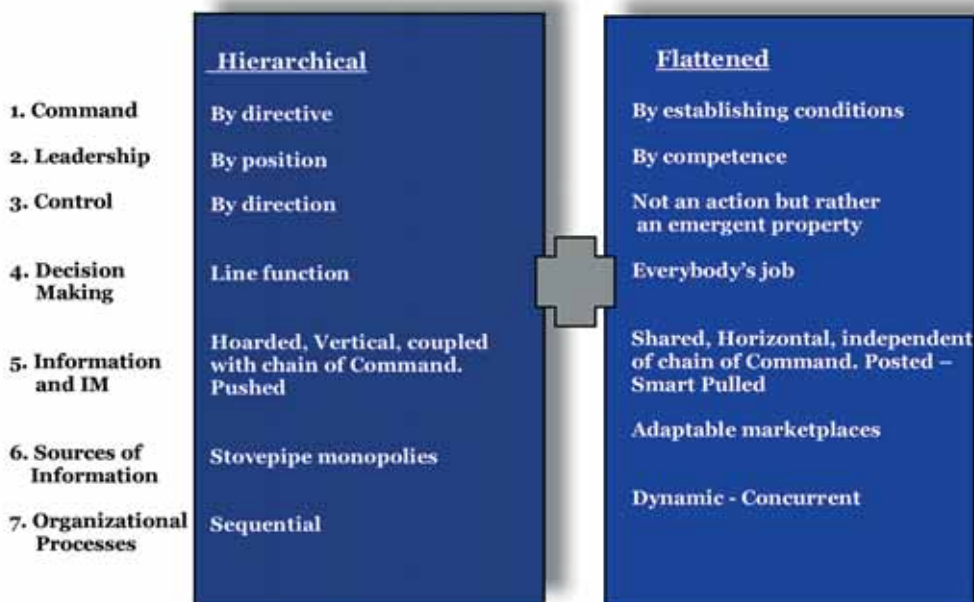 Hierarchical
Flattened
1. Command
By directive
By establishing conditions
2. Leadership
By position
By competence
3. Control
By direction
Not an action but rather
an emergent property
4. Decision
Making
Line function
Everybody's job
5. Information
and IM
Hoarded, Vertical, coupled
with chain of Command.
Pushed
Shared, Horizontal, independent
of chain of Command. Posted –
Smart Pulled
6. Sources of
Information
Stovepipe monopolies
Adaptable marketplaces
7. Organizational
Processes
Sequential
Dynamic - Concurrent